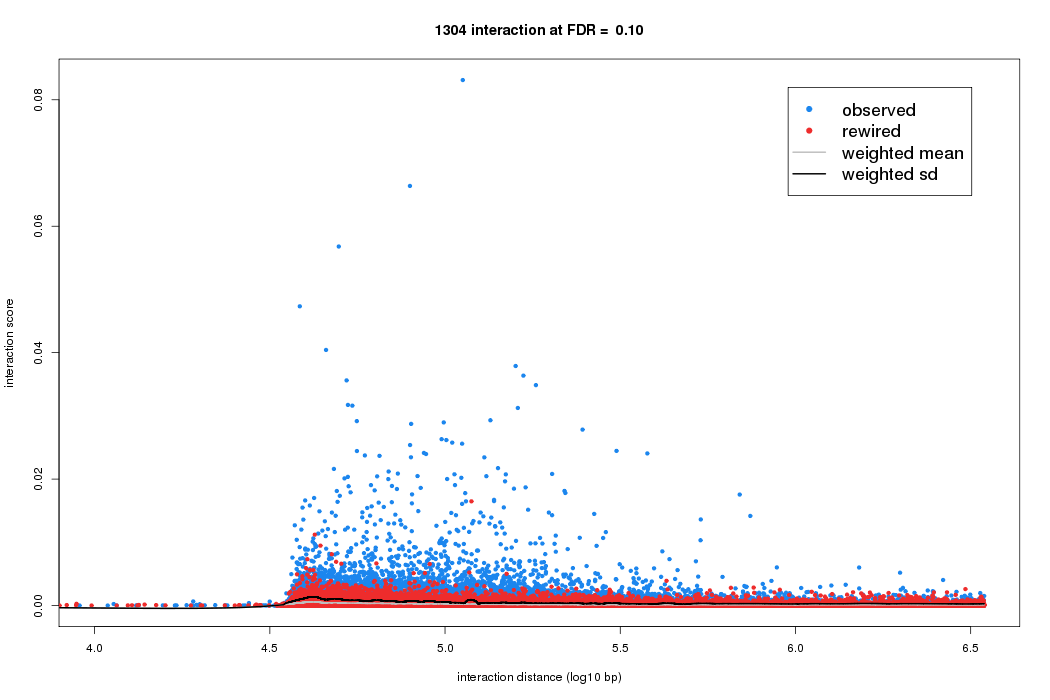 1304 interaction at FDR = 0.10
observed
rewired
weighted mean
weighted sd
interaction score
0.08
0.06
0.04
0.02
0.00
4.0 4.5 5.0 5.5 6.0 6.5
interaction distance (log10 bp)